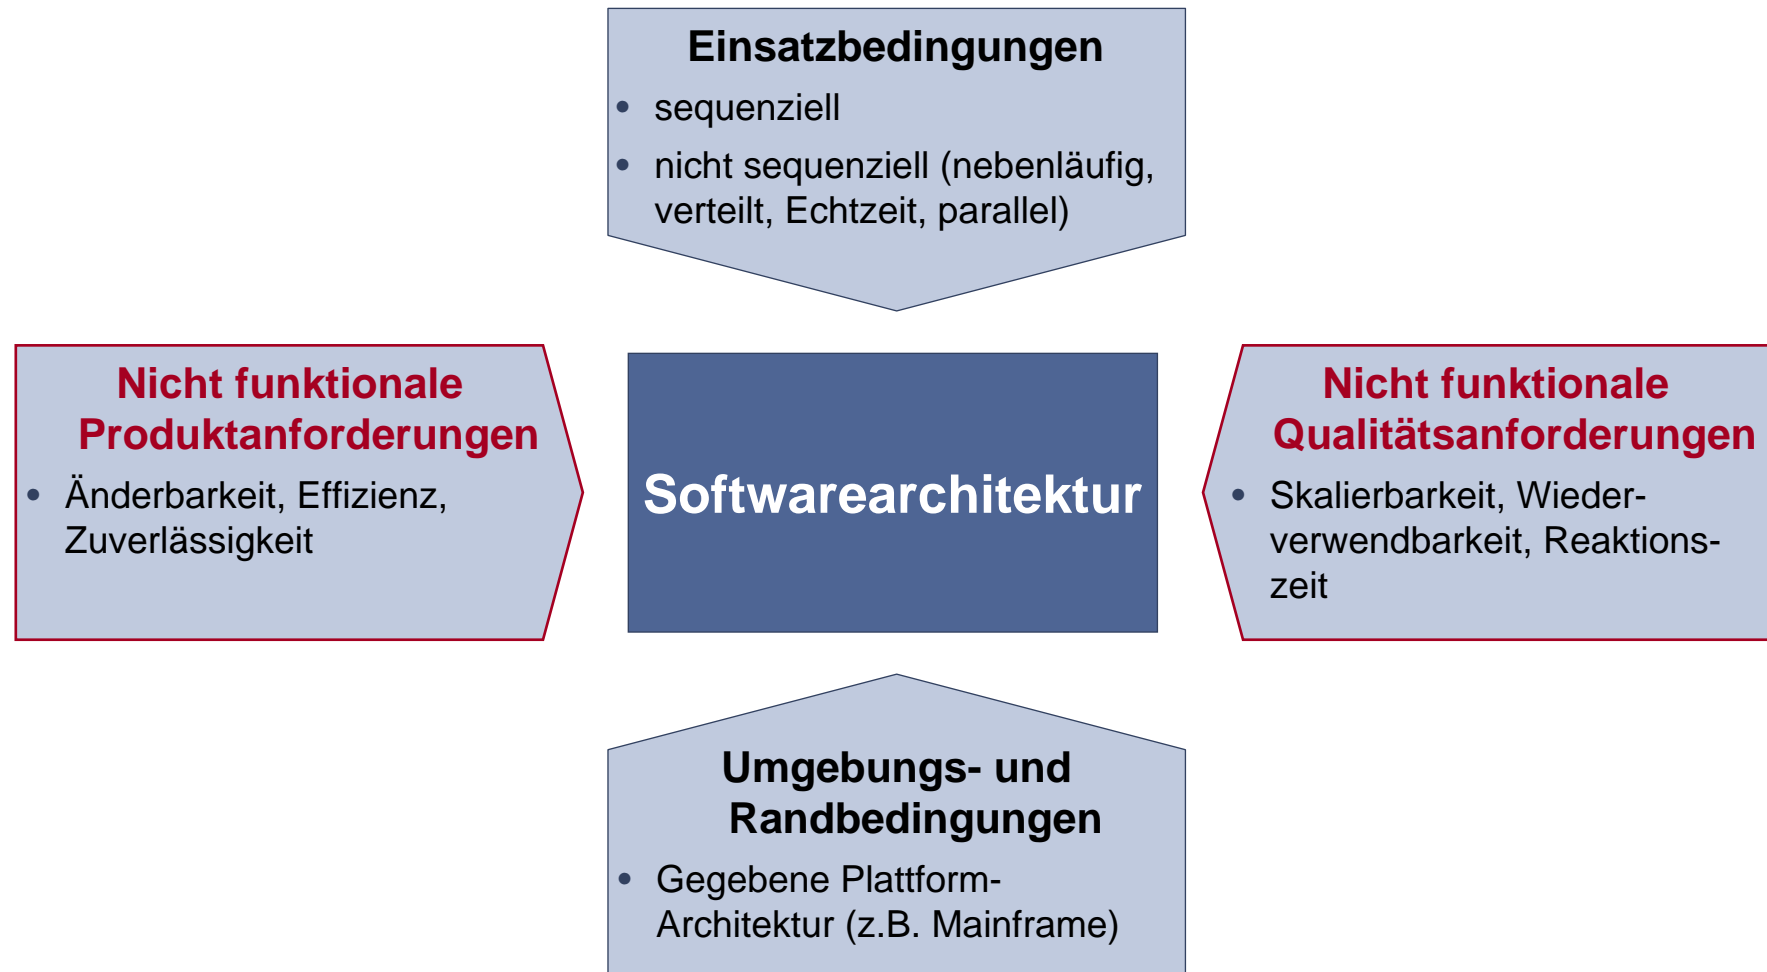 Einsatzbedingungen
• sequenziell
• nicht sequenziell (nebenläufig,
verteilt, Echtzeit, parallel)
Nicht funktionale
Produktanforderungen
• Änderbarkeit, Effizienz,
Zuverlässigkeit
Softwarearchitektur
Nicht funktionale
Qualitätsanforderungen
• Skalierbarkeit, Wieder-
verwendbarkeit, Reaktions-
zeit
Umgebungs- und
Randbedingungen
• Gegebene Plattform-
Architektur (z.B. Mainframe)